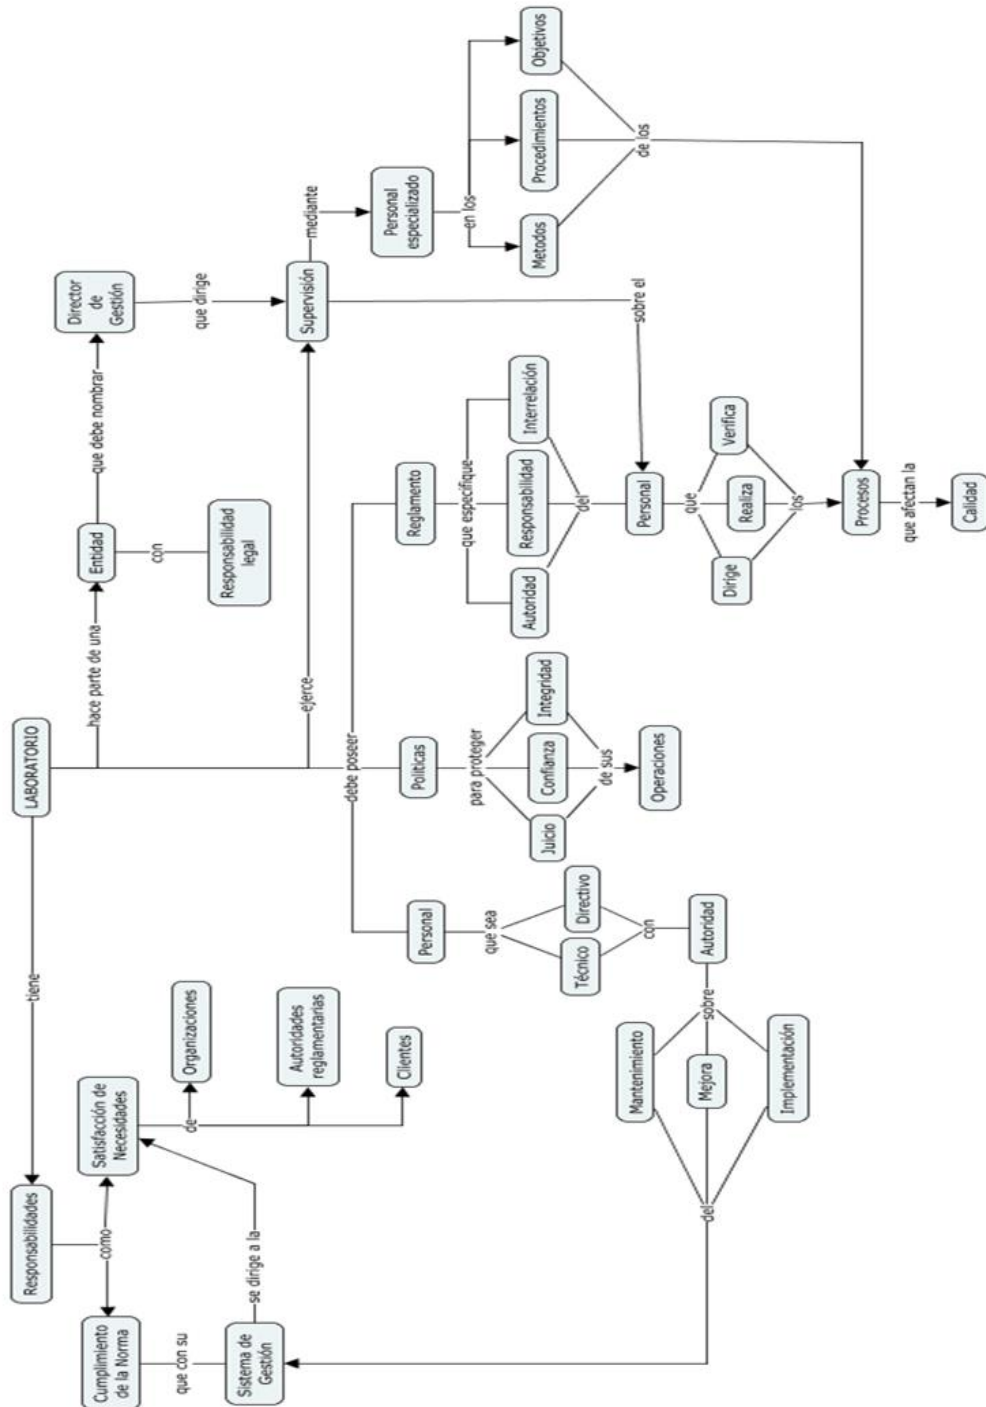 LABORATORIO
tiene
Responsabilidades
como
Cumplimiento
de la Norma
Satisfacción de
Necesidades
que con su
Sistema de
Gestión
se dirige a la
de
Organizaciones
Autoridades
reglamentarias
Clientes
hace parte de una
Entidad
con
Responsabilidad
legal
que debe nombrar
Director
de
Gestión
que dirige
ejerce
Supervisión
mediante
Personal
especializado
en los
Metodos
Procedimientos
Objetivos
de los
sobre el
debe poseer
Personal
que sea
Técnico
Directivo
con
Autoridad
sobre
Mantenimiento
Mejora
Implementación
del
Políticas
para proteger
Juicio
Confianza
Integridad
de sus
Operaciones
Reglamento
que especifique
Autoridad
Responsabilidad
Interrelación
del
Personal
que
Dirige
Realiza
Verifica
los
Procesos
que afectan la
Calidad